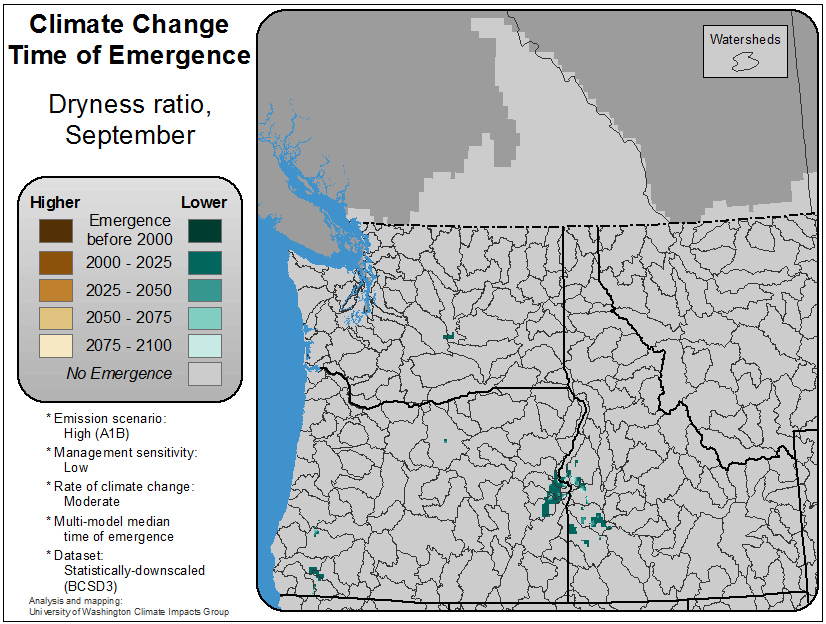 Climate Change
Time of Emergence
Dryness ratio,
September
Higher
Lower
Emergence
before 2000
2000 - 2025
2025 - 2050
2050 - 2075
2075 - 2100
No Emergence
* Emission scenario:
High (A1B)
* Management sensitivity:
Low
* Rate of climate change:
Moderate
* Multi-model median
time of emergence
* Dataset:
Statistically-downscaled
(BCSD3)
Analysis and mapping:
University of Washington Climate Impacts Group
Watersheds